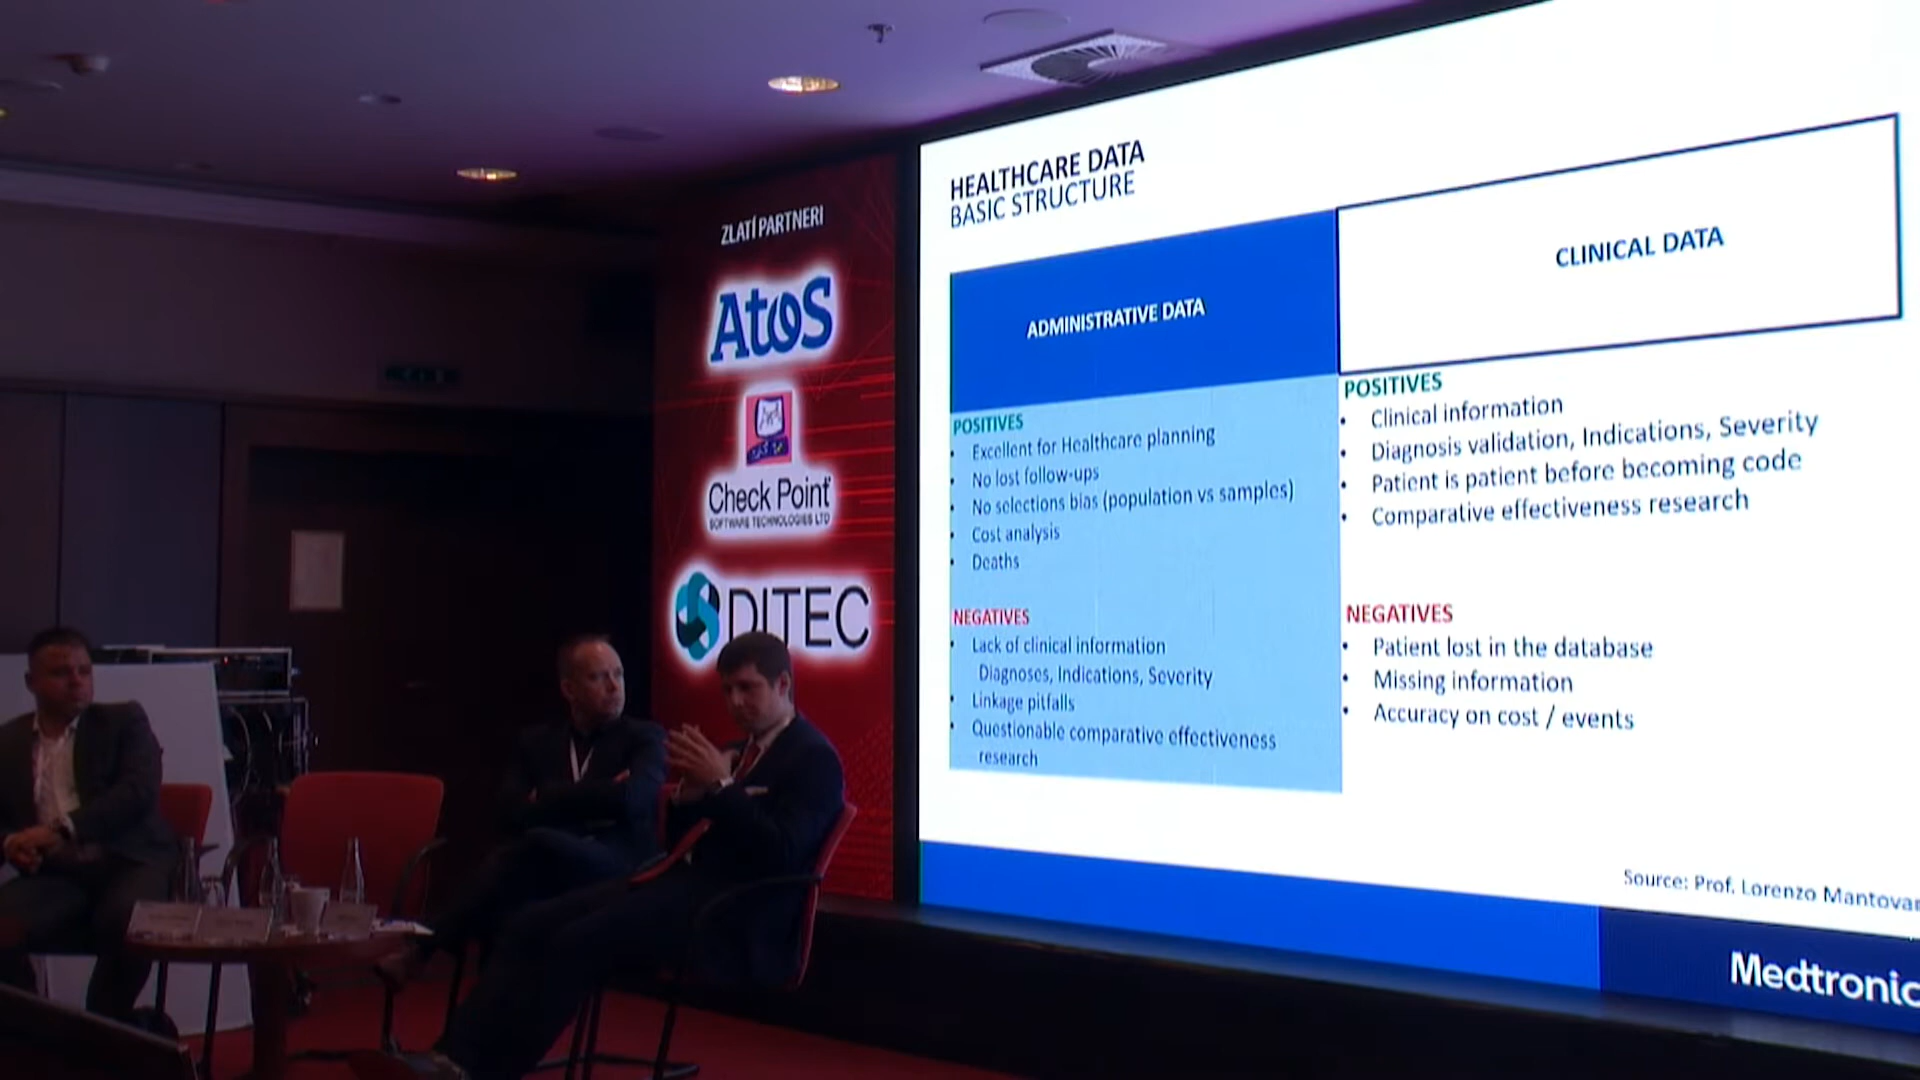 ZLATÍ PARTNERI
Atos
Check Point
SOFTWARE TECHNOLOGIES LTD
DITEC
HEALTHCARE DATA
BASIC STRUCTURE
ADMINISTRATIVE DATA
POSITIVES
• Excellent for Healthcare planning
• No lost follow-ups
• No selections bias (population vs samples)
• Cost analysis
• Deaths
NEGATIVES
• Lack of clinical information
Diagnoses, Indications, Severity
• Linkage pitfalls
• Questionable comparative effectiveness
research
CLINICAL DATA
POSITIVES
• Clinical information
• Diagnosis validation, Indications, Severity
• Patient is patient before becoming code
• Comparative effectiveness research
NEGATIVES
• Patient lost in the database
• Missing information
• Accuracy on cost / events
Source: Prof. Lorenzo
Medtronic